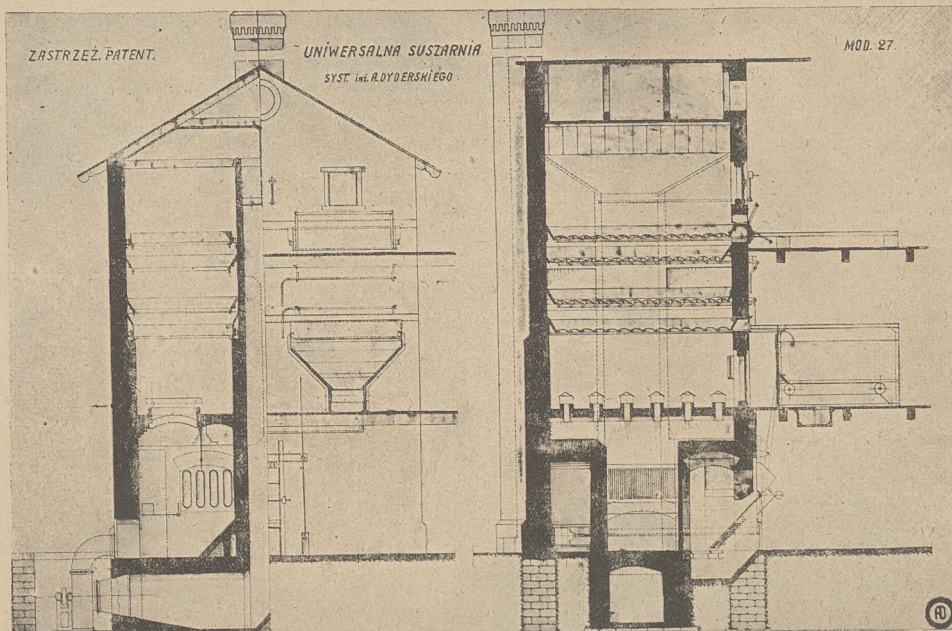 ZASTRZEŻ. PATENT.
UNIWERSALNA SUSZARNIA
SYST. inż. A. DYDERSKIEGO.
MOD. 27.
AD